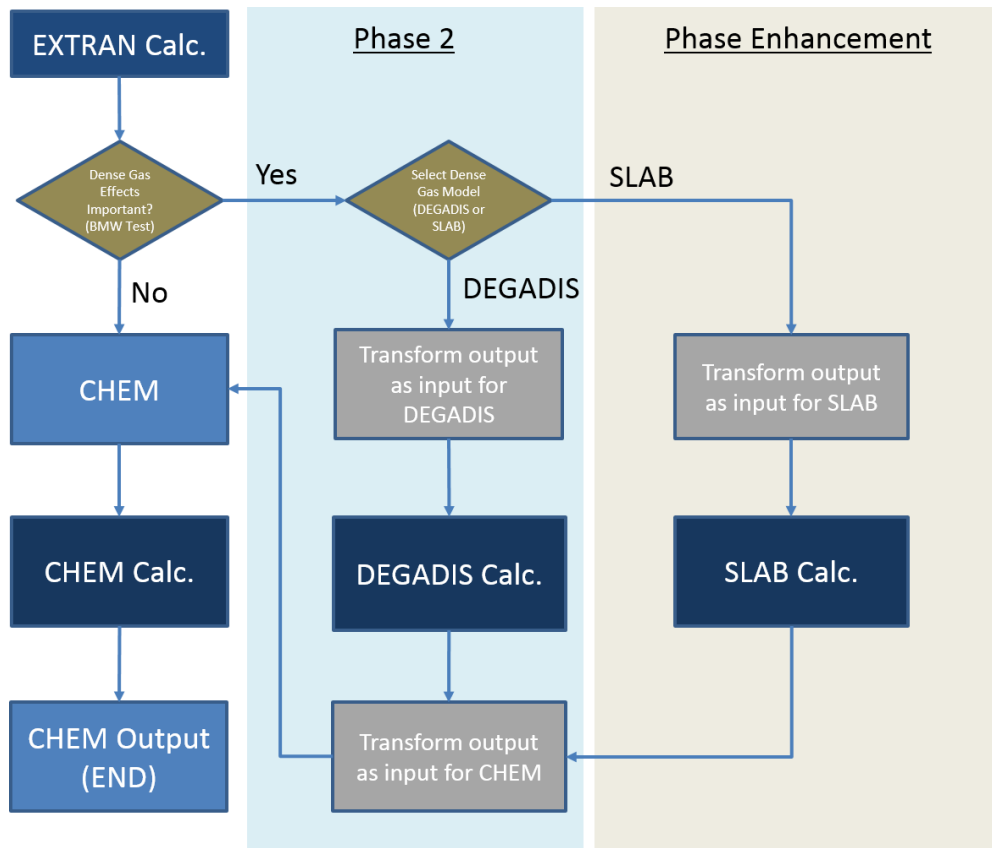 EXTRAN Calc.
Phase 2
Phase Enhancement
Dense Gas
Effects
Important?
(BMW Test)
Yes
Select Dense
Gas Model
(DEGADIS or
SLAB)
SLAB
No
DEGADIS
CHEM
Transform output
as input for
DEGADIS
Transform output
as input for SLAB
CHEM Calc.
DEGADIS Calc.
SLAB Calc.
CHEM Output
(END)
Transform output
as input for CHEM